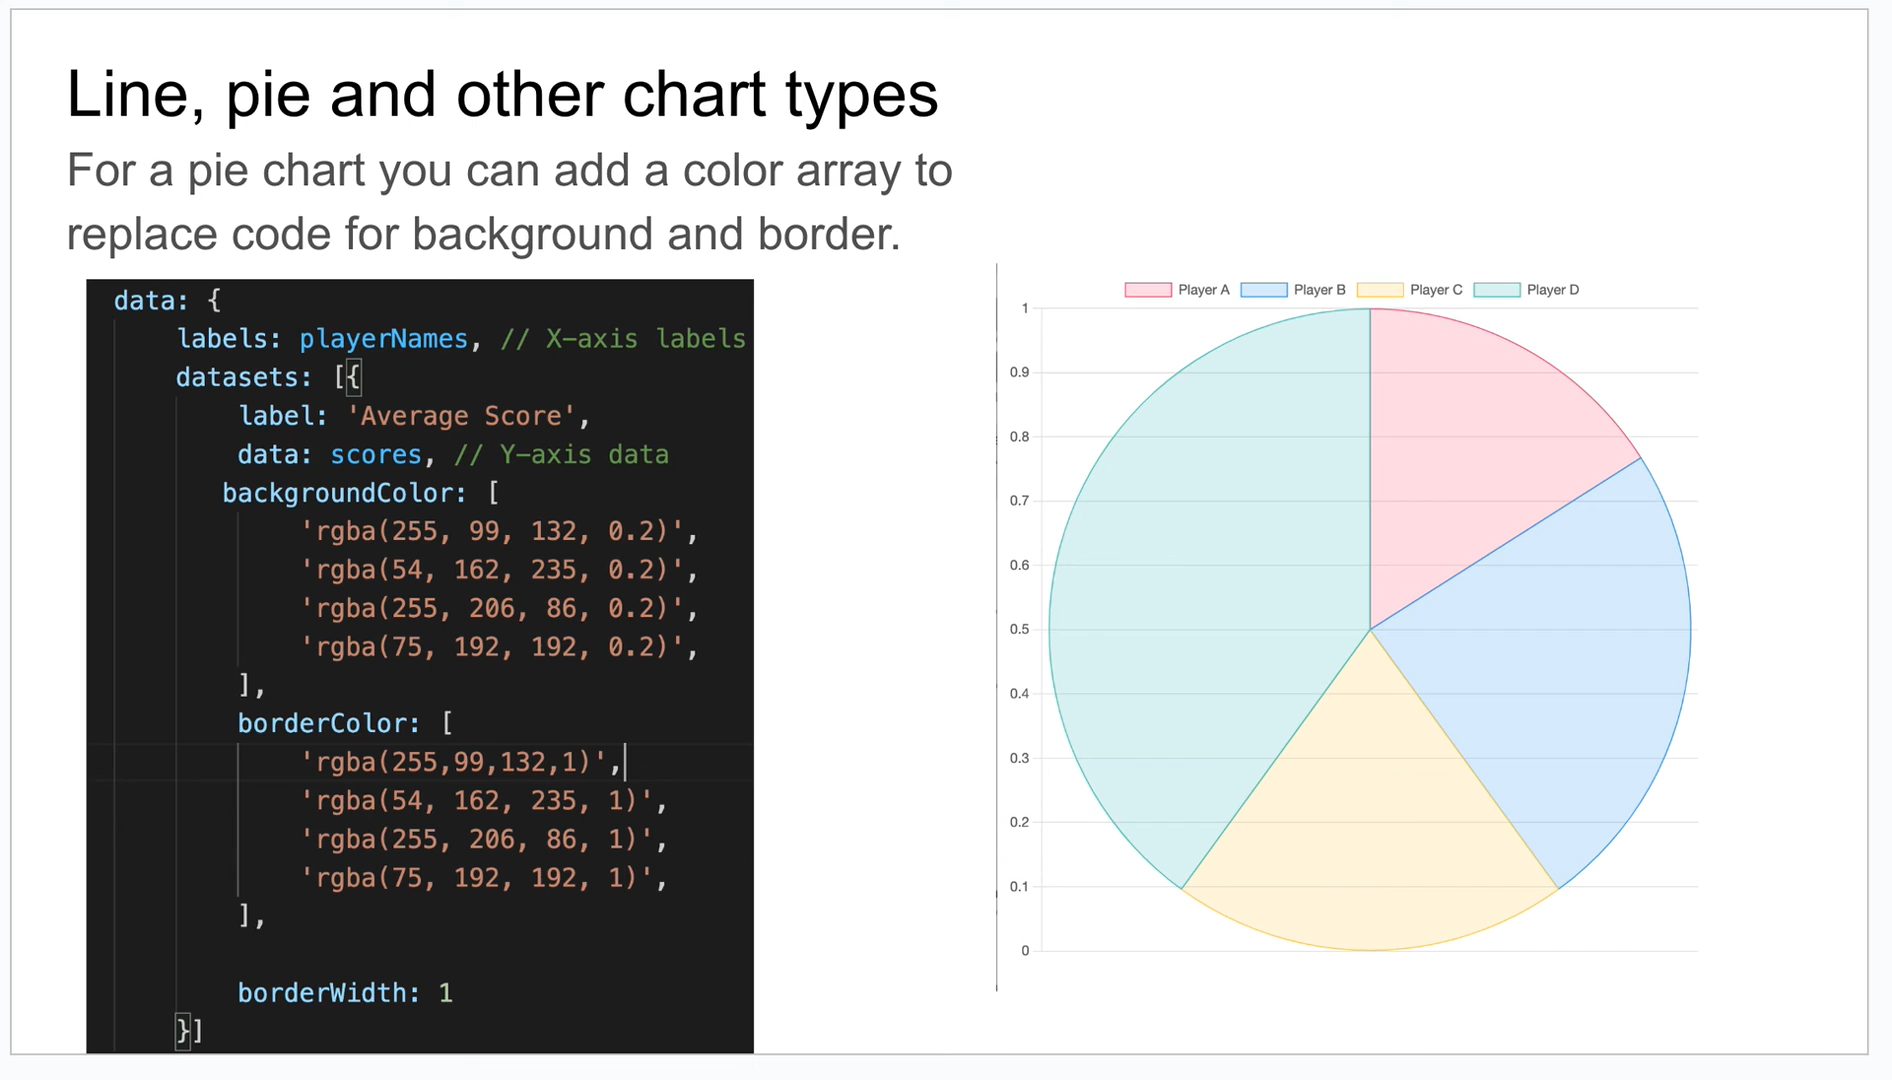 Line, pie and other chart types
For a pie chart you can add a color array to
replace code for background and border.
data: {
labels: playerNames, // X-axis labels
datasets: [{
label: 'Average Score',
data: scores, // Y-axis data
backgroundColor: [
'rgba(255, 99, 132, 0.2)',
'rgba(54, 162, 235, 0.2)',
'rgba(255, 206, 86, 0.2)',
'rgba(75, 192, 192, 0.2)',
],
borderColor: [
'rgba(255,99,132,1)',
'rgba(54, 162, 235, 1)',
'rgba(255, 206, 86, 1)',
'rgba(75, 192, 192, 1)',
],
borderWidth: 1
}]
Player A Player B Player C Player D
1
0.9
0.8
0.7
0.6
0.5
0.4
0.3
0.2
0.1
0